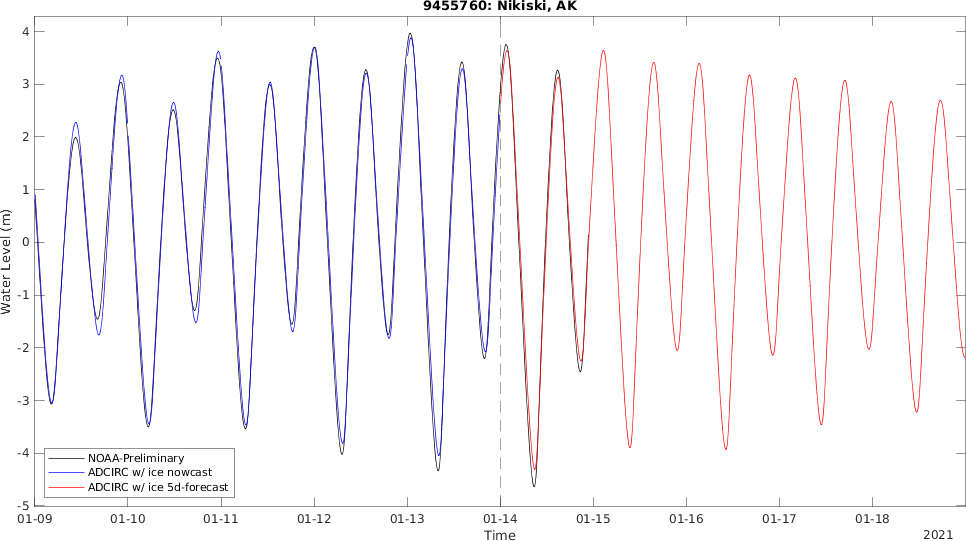 9455760: Nikiski, AK
4
3
2
1
0
-1
-2
-3
-4
-5
Water Level (m)
NOAA-Preliminary
ADCIRC w/ ice nowcast
ADCIRC w/ ice 5d-forecast
01-09 01-10 01-11 01-12 01-13 01-14 01-15 01-16 01-17 01-18
Time
2021